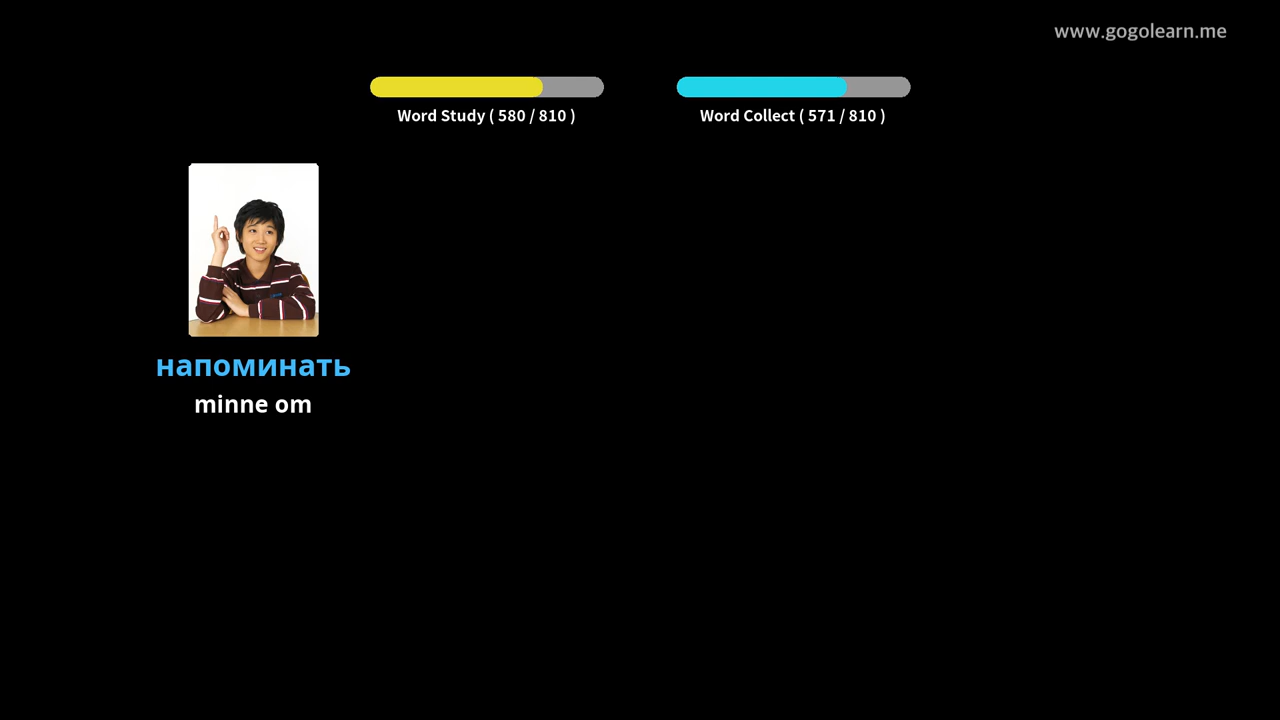 www.gogolearn.me
Word Study ( 580 / 810 )
Word Collect ( 571 / 810 )
напоминать
minne om